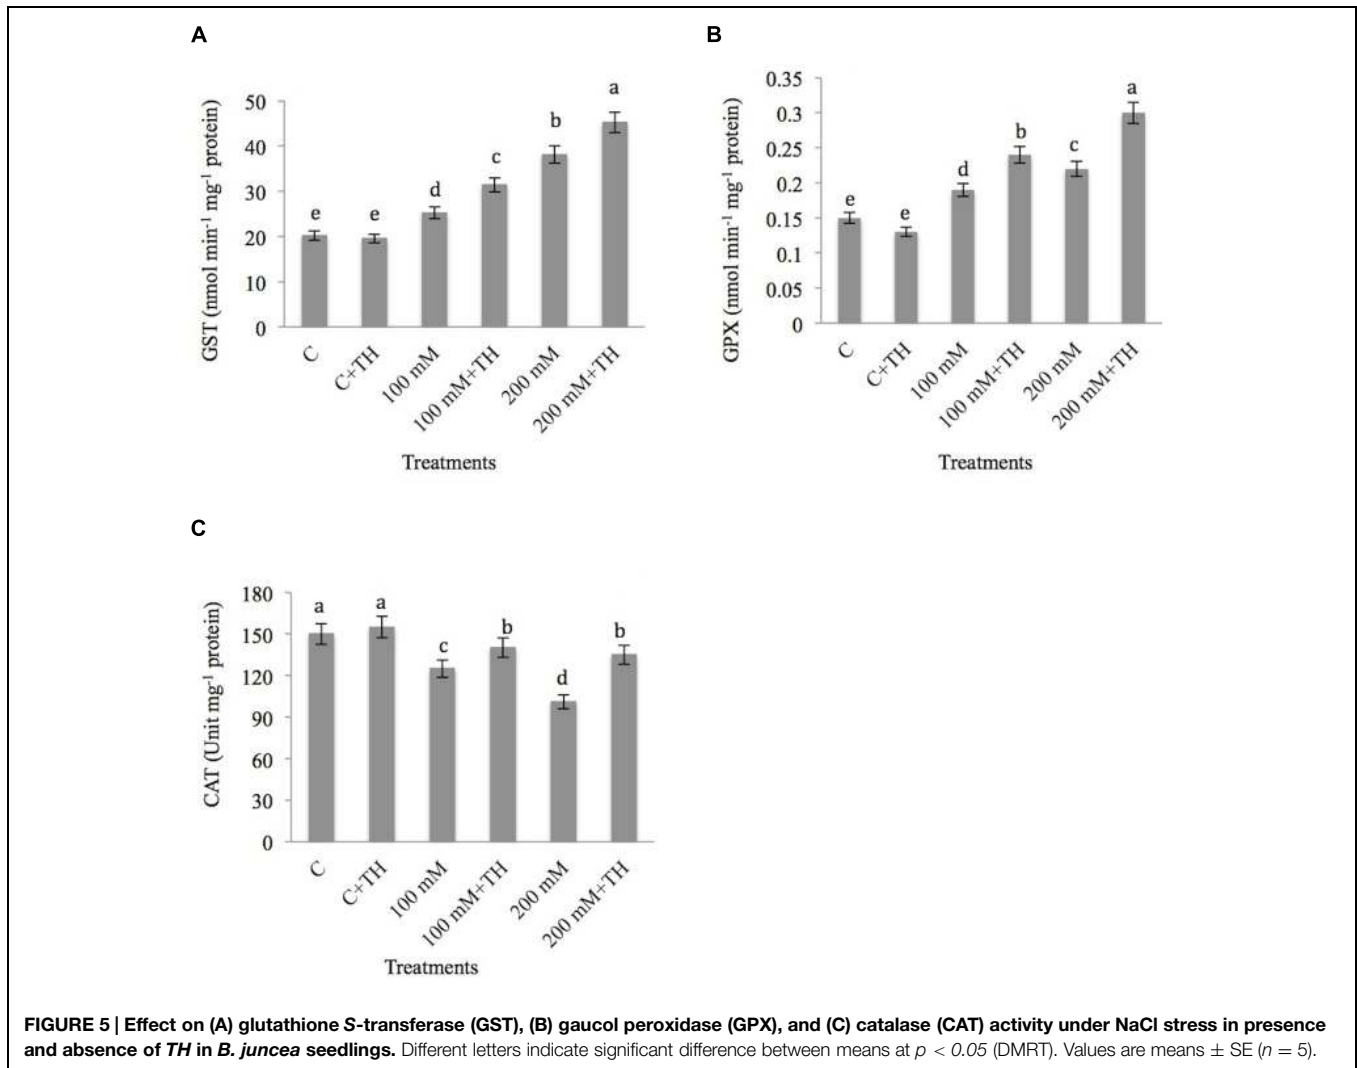 A
GST (nmol min-1 mg-1 protein)
50
40
30
20
10
0
e
e
d
c
b
a
C
C+TH
100 mM
100 mM+TH
200 mM
200 mM+TH
Treatments
B
GPX (nmol min-1 mg-1 protein)
0.35
0.3
0.25
0.2
0.15
0.1
0.05
0
e
e
d
b
c
a
C
C+TH
100 mM
100 mM+TH
200 mM
200 mM+TH
Treatments
C
CAT (Unit mg-1 protein)
180
150
120
90
60
30
0
a
a
c
b
d
b
C
C+TH
100 mM
100 mM+TH
200 mM
200 mM+TH
Treatments
FIGURE 5 | Effect on (A) glutathione S-transferase (GST), (B) gaucol peroxidase (GPX), and (C) catalase (CAT) activity under NaCl stress in presence
and absence of TH in B. juncea seedlings. Different letters indicate significant difference between means at p < 0.05 (DMRT). Values are means ± SE (n = 5).